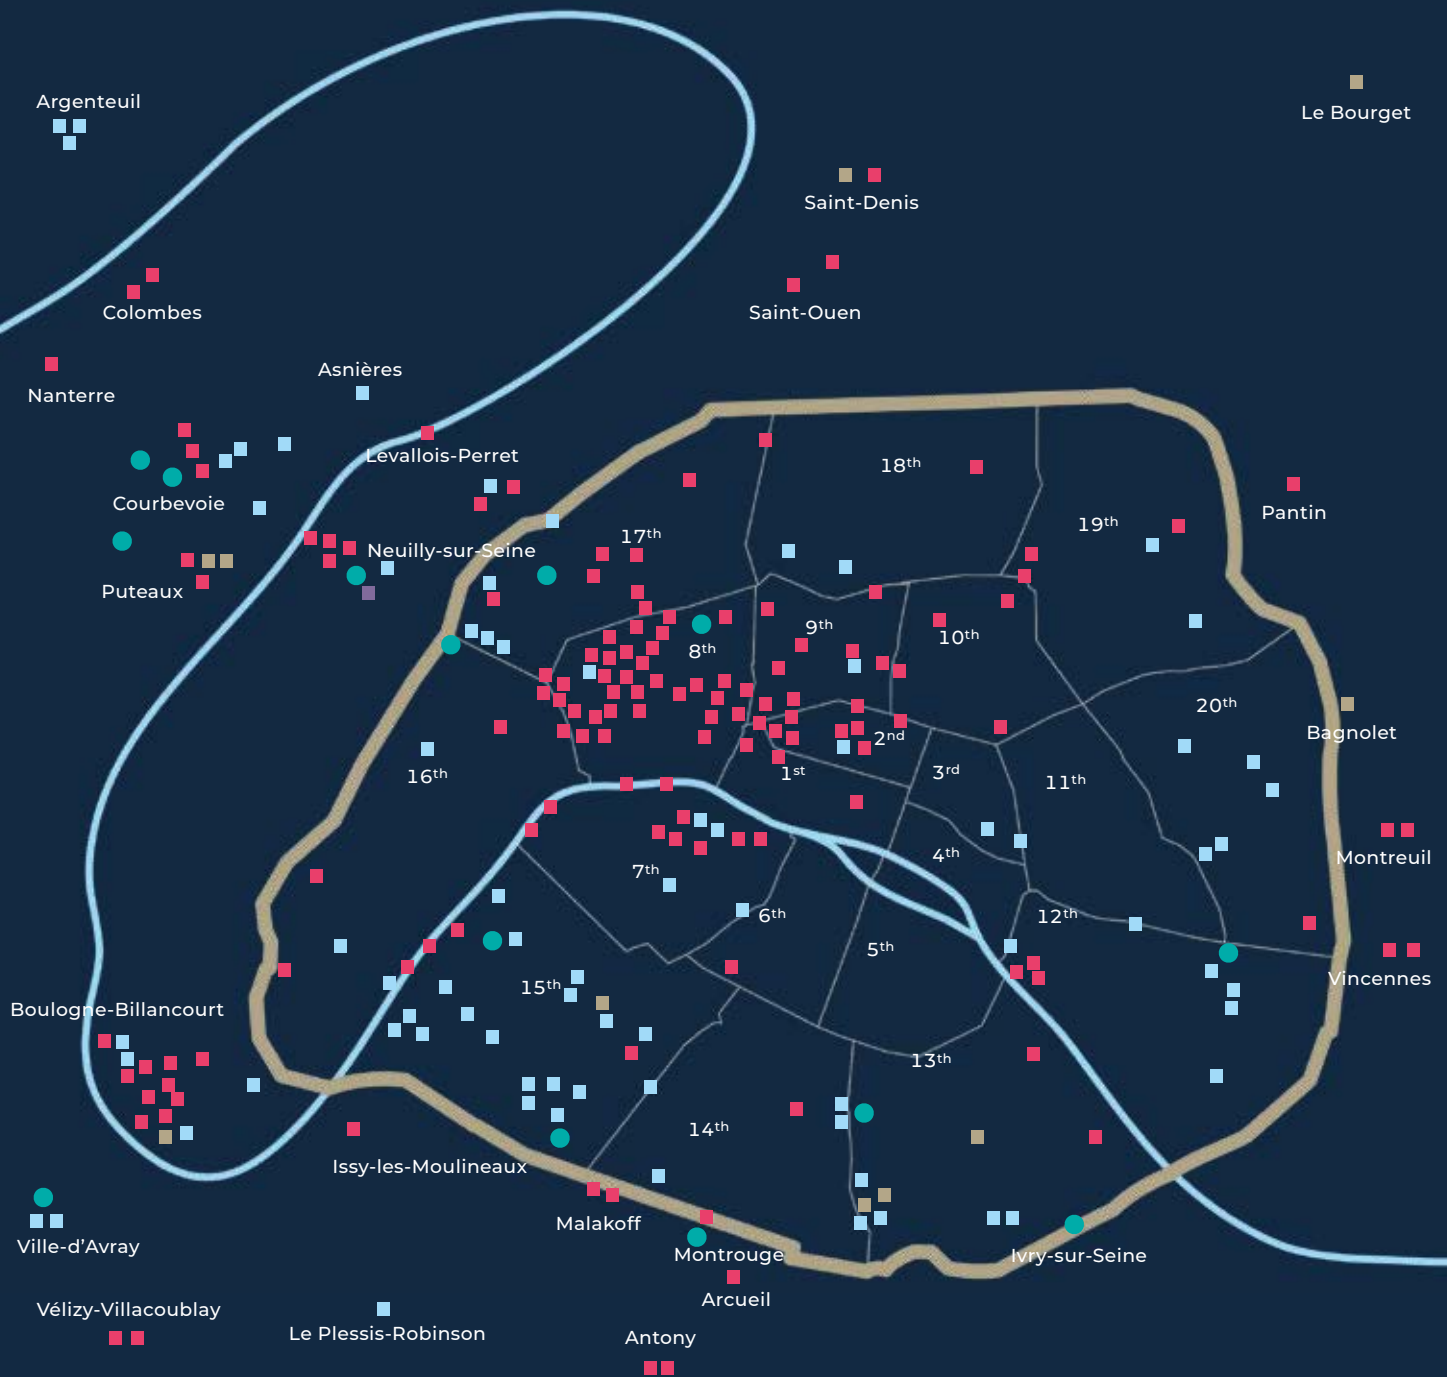 Argenteuil
Le Bourget
Saint-Denis
Colombes
Saint-Ouen
Asnières
Nanterre
Levallois-Perret
18th
Courbevoie
Pantin
19th
17th
Neuilly-sur-Seine
Puteaux
9th
10th
8th
20th
Bagnolet
2nd
16th
1st
3rd
11th
4th
Montreuil
7th
6th
12th
5th
15th
Vincennes
Boulogne-Billancourt
13th
14th
Issy-les-Moulineaux
Malakoff
Ville-d’Avray
Montrouge
Ivry-sur-Seine
Arcueil
Vélizy-Villacoublay
Le Plessis-Robinson
Antony